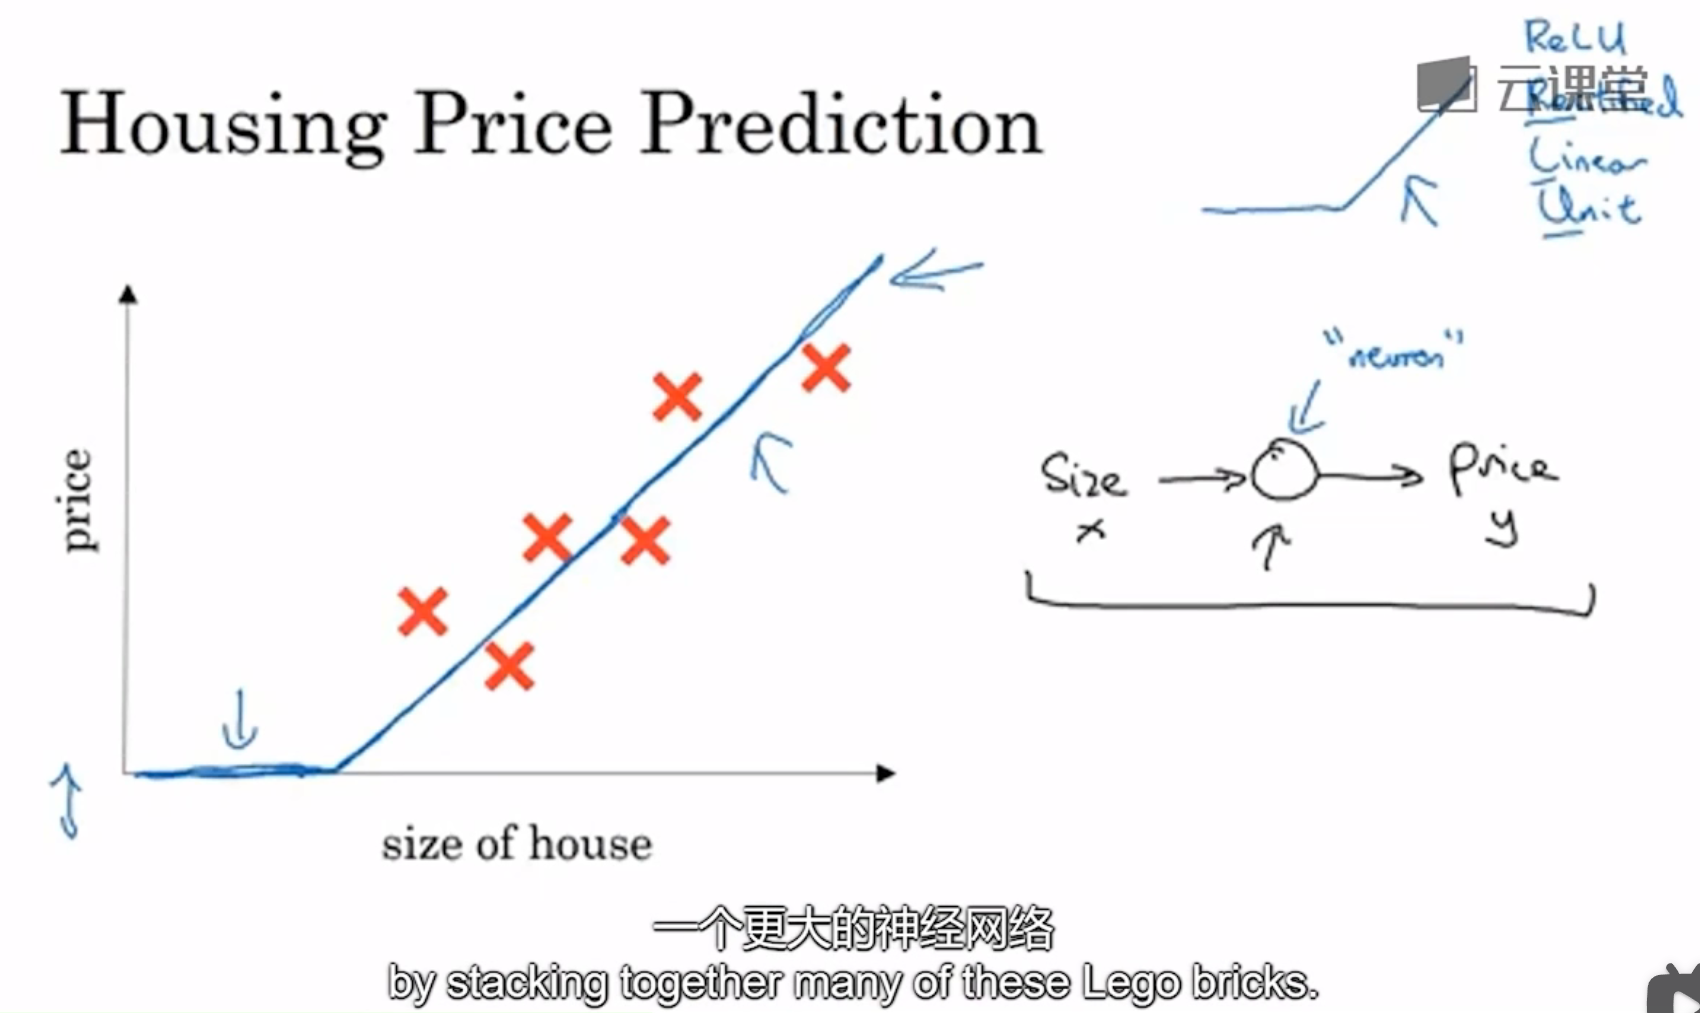 Housing Price Prediction
ReLU
云课堂
Rectified
Linear
Unit
"neuron"
price
Size
Price
x
y
size of house
一个更大的神经网络
by stacking together many of these Lego bricks.